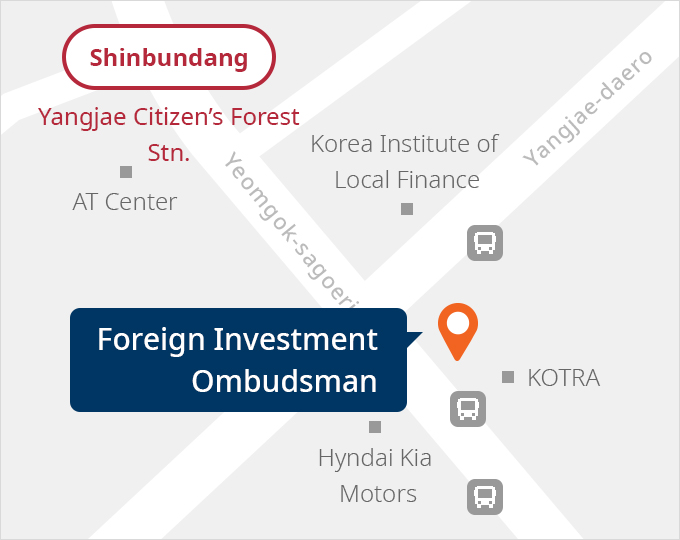 Shinbundang
Yangjae Citizen’s Forest
Stn.
AT Center
Yeomgok-sagoeri
Korea Institute of
Local Finance
Yangjae-daero
Foreign Investment
Ombudsman
KOTRA
Hyndai Kia
Motors